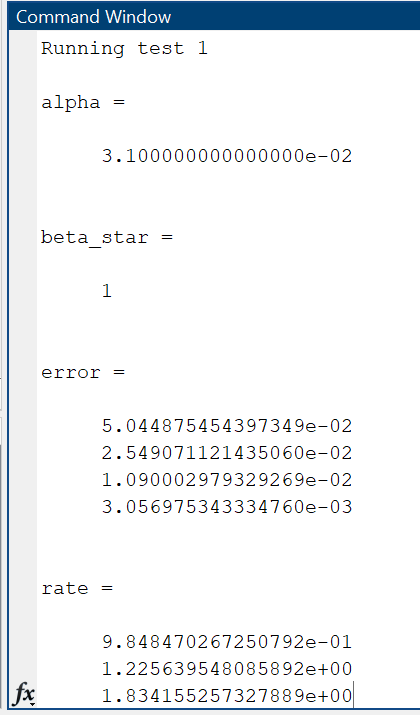 Command Window
Running test 1
alpha =
3.100000000000000e-02
beta_star =
1
error =
5.044875454397349e-02
2.549071121435060e-02
1.090002979329269e-02
3.056975343334760e-03
rate =
9.848470267250792e-01
1.225639548085892e+00
fx 1.834155257327889e+00